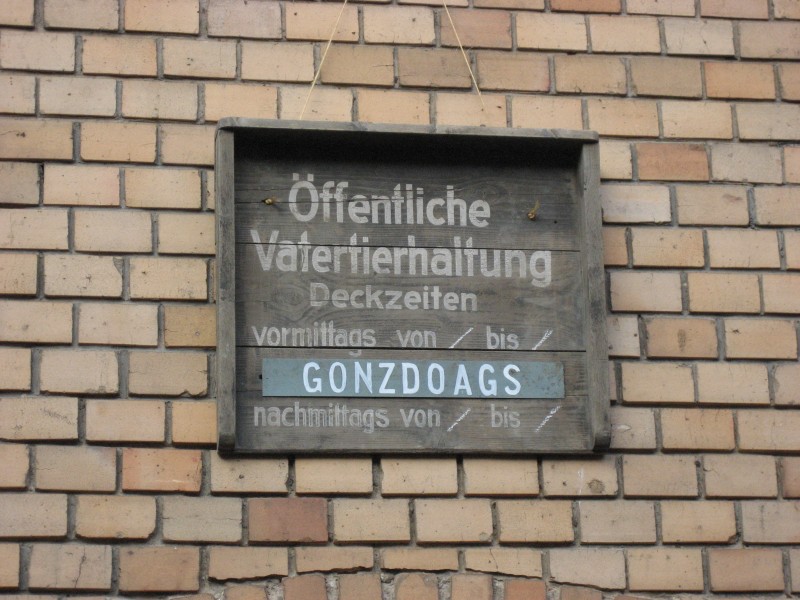 Öffentliche
Vatertierhaltung
Deckzeiten
vormittags von / bis /
GONZDOAGS
nachmittags von / bis /